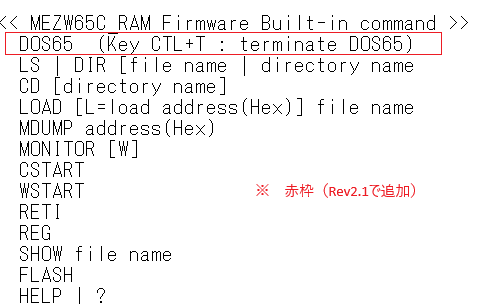 << MEZW65C_RAM Firmware Built-in command >>
DOS65  (Key CTL+T : terminate DOS65)
LS | DIR [file name | directory name
CD [directory name]
LOAD [L=load address(Hex)] file name
MDUMP address(Hex)
MONITOR [W]
CSTART
WSTART
※　赤枠（Rev2.1で追加）
RETI
REG
SHOW file name
FLASH
HELP | ?